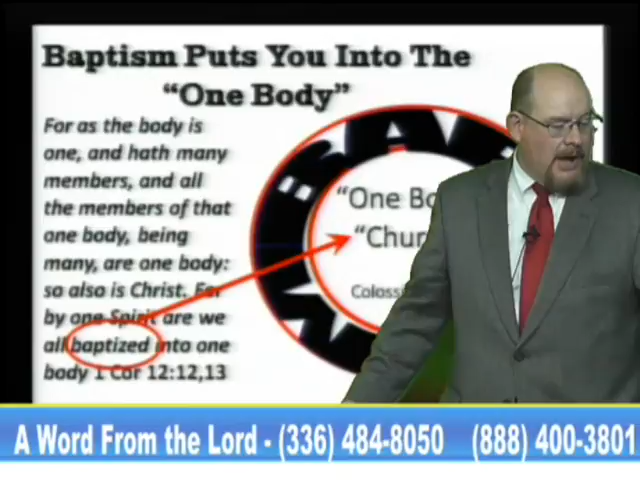 Baptism Puts You Into The
“One Body”
For as the body is
one, and hath many
members, and all
the members of that
one body, being
many, are one body:
so also is Christ. For
by one Spirit are we
all baptized into one
body 1 Cor 12:12,13
“One
A Word From the Lord - (336) 484-8050 (888) 400-3801